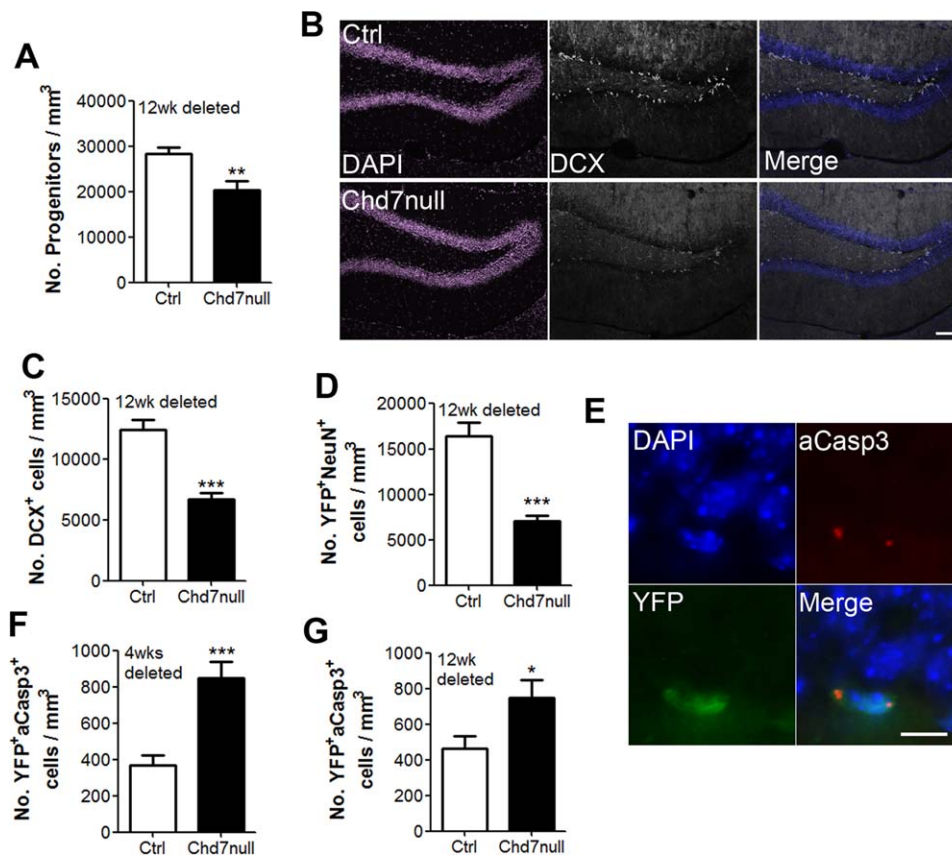 A
No. Progenitors / mm³
40000
30000
20000
10000
0
12wk deleted
**
Ctrl
Chd7null
B
Ctrl
DAPI
DCX
Merge
Chd7null
C
No. DCX⁺ cells / mm³
15000
10000
5000
0
12wk deleted
***
Ctrl
Chd7null
D
No. YFP⁺NeuN⁺
cells / mm³
20000
15000
10000
5000
0
12wk deleted
***
Ctrl
Chd7null
E
DAPI
aCasp3
YFP
Merge
F
No. YFP⁺aCasp3⁺
cells / mm³
1000
800
600
400
200
0
4wks
deleted
***
Ctrl
Chd7null
G
No. YFP⁺aCasp3⁺
cells / mm³
1000
800
600
400
200
0
12wk
deleted
*
Ctrl
Chd7null